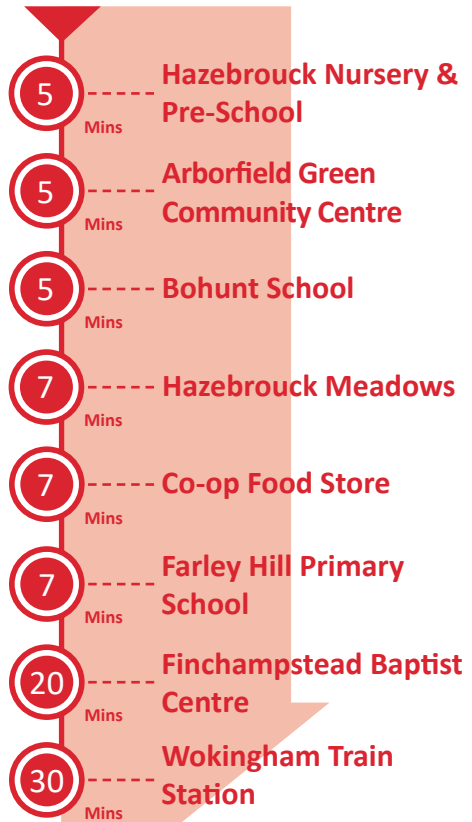 5
Mins
Hazebrouck Nursery &
Pre-School
5
Mins
Arborfield Green
Community Centre
5
Mins
Bohunt School
7
Mins
Hazebrouck Meadows
7
Mins
Co-op Food Store
7
Mins
Farley Hill Primary
School
20
Mins
Finchampstead Baptist
Centre
30
Mins
Wokingham Train
Station